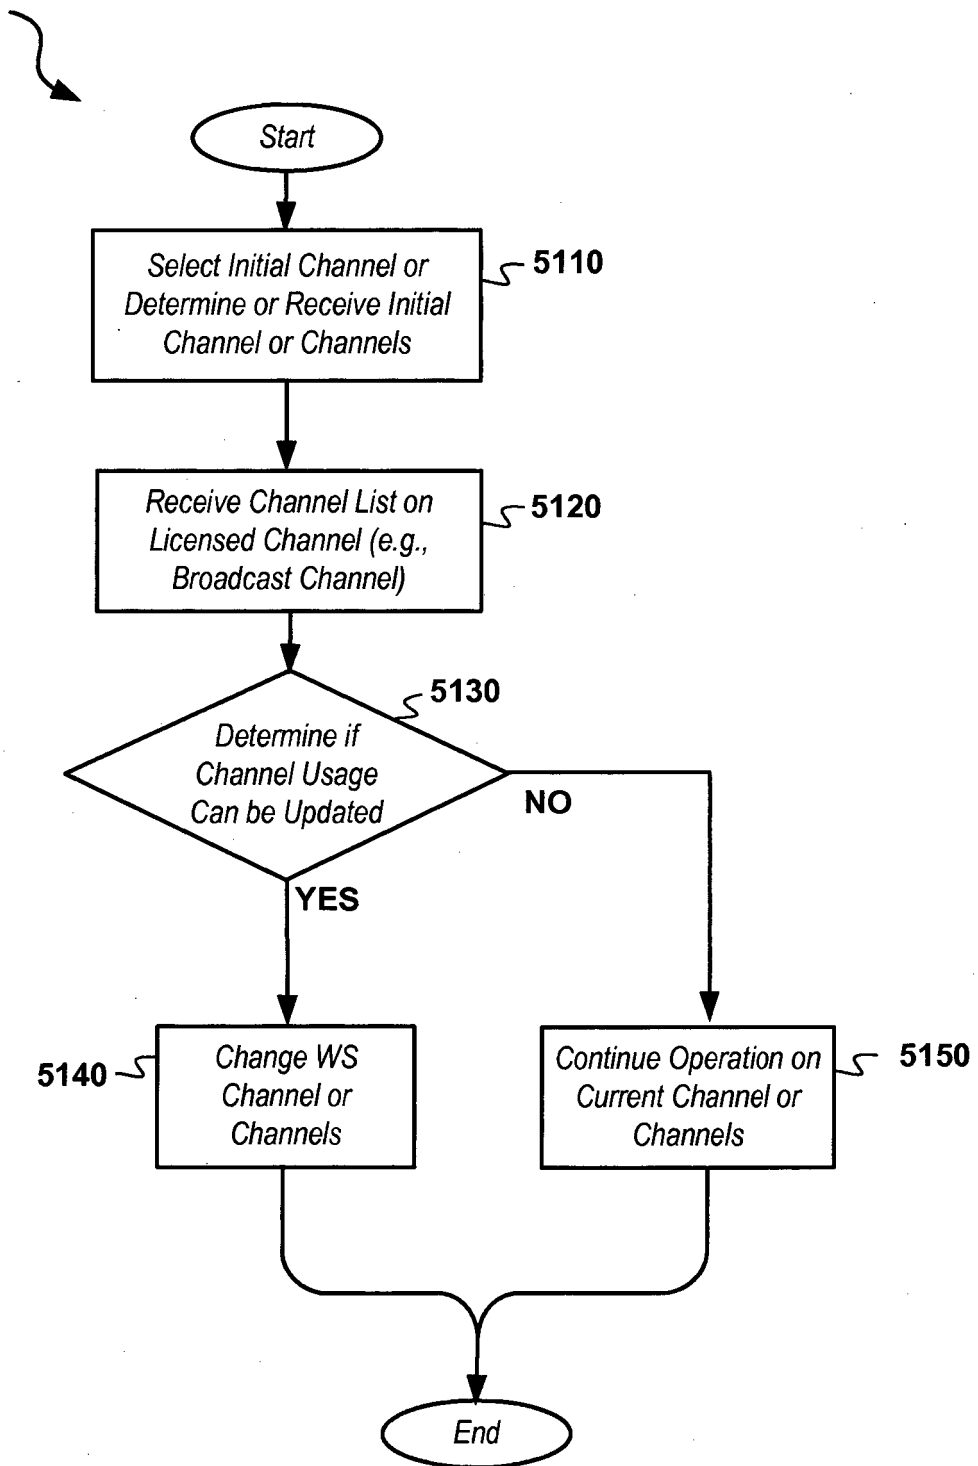 Start
Select Initial Channel or
Determine or Receive Initial
Channel or Channels
5110
Receive Channel List on
Licensed Channel (e.g.,
Broadcast Channel)
5120
5130
Determine if
Channel Usage
Can be Updated
NO
YES
5140
Change WS
Channel or
Channels
Continue Operation on
Current Channel or
Channels
5150
End